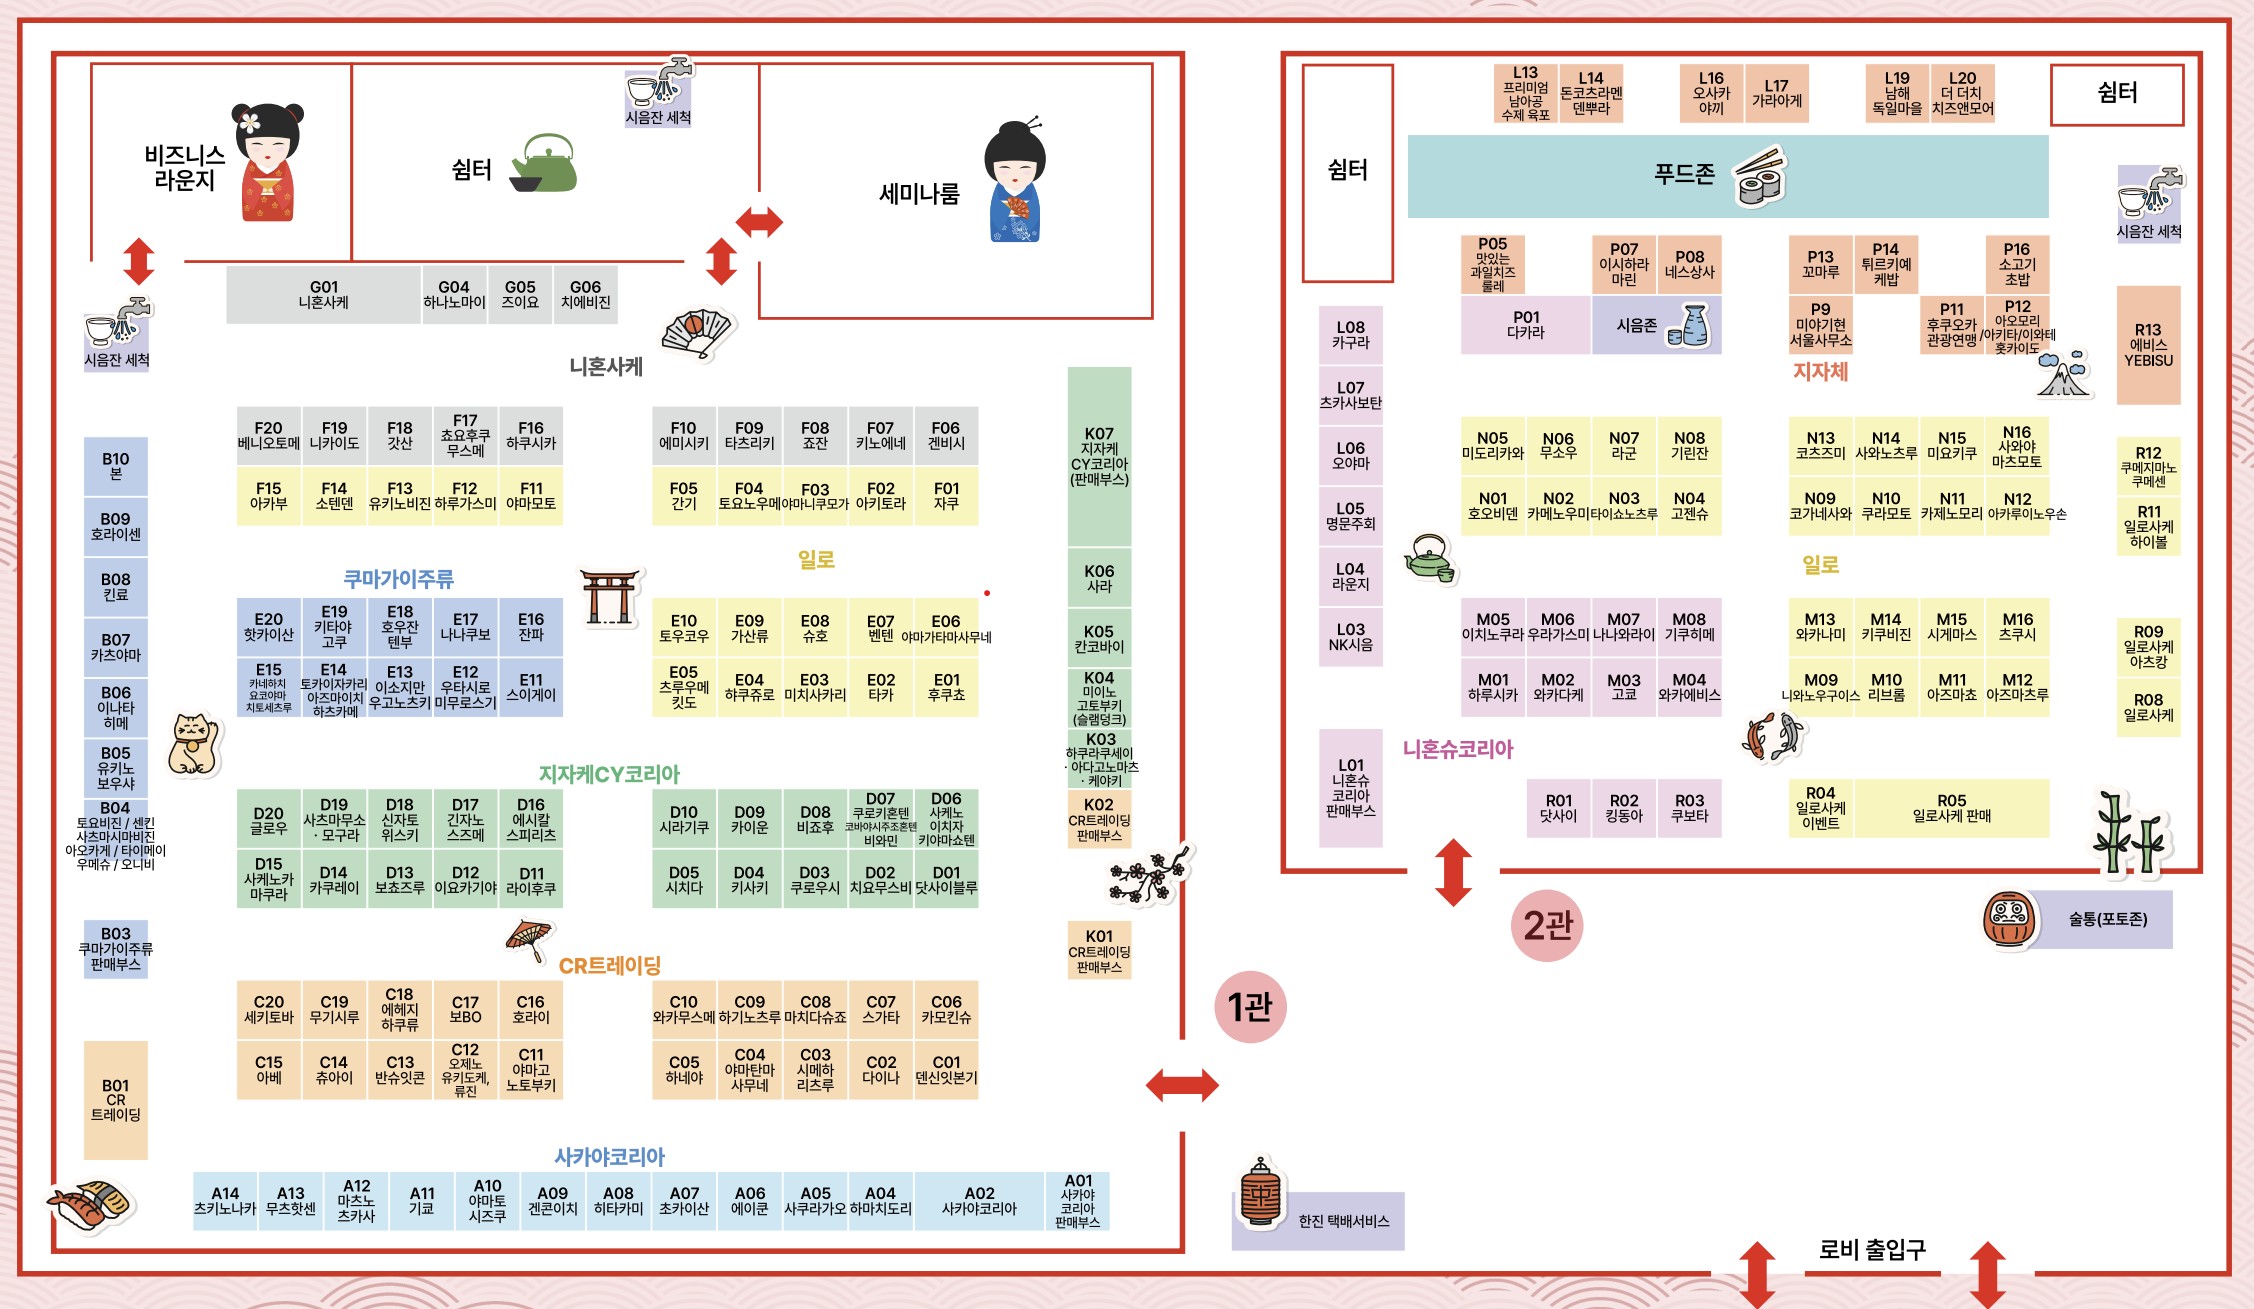 비즈니스
라운지
쉼터
시음잔 세척
세미나룸
시음잔 세척
G01
니혼사케
G04
하나노마이
G05
즈이요
G06
치에비진
니혼사케
F20
베니오토메
F19
니카이도
F18
갓산
F17
쵸요후쿠
무스메
F16
하쿠시카
F10
에미시키
F09
타츠리키
F08
죠잔
F07
키노에네
F06
겐비시
F15
아카부
F14
소텐덴
F13
유키노비진
F12
하루가스미
F11
야마모토
F05
간기
F04
토요노우메
F03
야마니쿠모가
F02
아키토라
F01
자쿠
쿠마가이주류
일로
E20
핫카이산
E19
키타야
고쿠
E18
호우잔
텐부
E17
나나쿠보
E16
잔파
E10
토우코우
E09
가산류
E08
슈호
E07
벤텐
E06
야마가타마사무네
E15
카네하치
요코야마
치토세츠루
E14
토카이자카리
아즈마이치
하츠카메
E13
이소지만
우고노츠키
E12
우타시로
미무로스기
E11
스이게이
E05
츠루우메
킷도
E04
햐쿠쥬로
E03
미치사카리
E02
타카
E01
후쿠쵸
지자케CY코리아
D20
글로우
D19
사츠마무소
· 모구라
D18
신자토
위스키
D17
긴자노
스즈메
D16
에시칼
스피리츠
D10
시라기쿠
D09
카이운
D08
비죠후
D07
쿠로키혼텐
코바야시주조혼텐
비와민
D06
사케노
이치자
키야마쇼텐
D15
사케노카
마쿠라
D14
카쿠레이
D13
보쵸즈루
D12
이요카기야
D11
라이후쿠
D05
시치다
D04
키사키
D03
쿠로우시
D02
치요무스비
D01
닷사이블루
CR트레이딩
C20
세키토바
C19
무기시루
C18
에헤지
하쿠류
C17
보BO
C16
호라이
C10
와카무스메
C09
하기노츠루
C08
마치다슈죠
C07
스가타
C06
카모킨슈
C15
아베
C14
츄아이
C13
반슈잇콘
C12
오제노
유키도케,
류진
C11
야마고
노토부키
C05
하네야
C04
야마탄마
사무네
C03
시메하
리츠루
C02
다이나
C01
덴신잇본기
사카야코리아
A14
츠키노나카
A13
무츠핫센
A12
마츠노
츠카사
A11
기쿄
A10
야마토
시즈쿠
A09
겐콘이치
A08
히타카미
A07
초카이산
A06
에이쿤
A05
사쿠라가오
A04
하마치도리
A02
사카야코리아
A01
사카야
코리아
판매부스
B10
본
B09
호라이센
B08
킨료
B07
카츠야마
B06
이나타
히메
B05
유키노
보우샤
B04
토요비진 / 센킨
사츠마시마비진
아오카게 / 타이메이
우메슈 / 오니비
B03
쿠마가이주류
판매부스
B01
CR
트레이딩
K07
지자케
CY코리아
(판매부스)
K06
사라
K05
칸코바이
K04
미이노
고토부키
(슬램덩크)
K03
하쿠라쿠세이
· 아다고노마츠
· 케야키
K02
CR트레이딩
판매부스
K01
CR트레이딩
판매부스
1관
한진 택배서비스
쉼터
L13
프리미엄
남아공
수제 육포
L14
돈코츠라멘
덴뿌라
L16
오사카
야끼
L17
가라아게
L19
남해
독일마을
L20
더 더치
치즈앤모어
쉼터
푸드존
시음잔 세척
P05
맛있는
과일치즈
룰레
P07
이시하라
마린
P08
네스상사
P13
꼬마루
P14
튀르키예
케밥
P16
소고기
초밥
P01
다카라
시음존
P9
미야기현
서울사무소
P11
후쿠오카
관광연맹
P12
아오모리
/아키타/이와테
홋카이도
지자체
L08
카구라
L07
츠카사보탄
L06
오야마
L05
명문주회
L04
라운지
L03
NK시음
L01
니혼슈
코리아
판매부스
N05
미도리카와
N06
무소우
N07
라군
N08
기린잔
N13
코츠즈미
N14
사와노츠루
N15
미요키쿠
N16
사와야
마츠모토
N01
호오비덴
N02
카메노우미
N03
타이쇼노츠루
N04
고젠슈
N09
코가네사와
N10
쿠라모토
N11
카제노모리
N12
아카루이노우손
일로
M05
이치노쿠라
M06
우라가스미
M07
나나와라이
M08
기쿠히메
M13
와카나미
M14
키쿠비진
M15
시게마스
M16
츠쿠시
M01
하루시카
M02
와카다케
M03
고쿄
M04
와카에비스
M09
니와노우구이스
M10
리브롬
M11
아즈마쵸
M12
아즈마츠루
니혼슈코리아
R01
닷사이
R02
킹동아
R03
쿠보타
R04
일로사케
이벤트
R05
일로사케 판매
R13
에비스
YEBISU
R12
쿠메지마노
쿠메센
R11
일로사케
하이볼
R09
일로사케
아츠캉
R08
일로사케
2관
술통(포토존)
로비 출입구